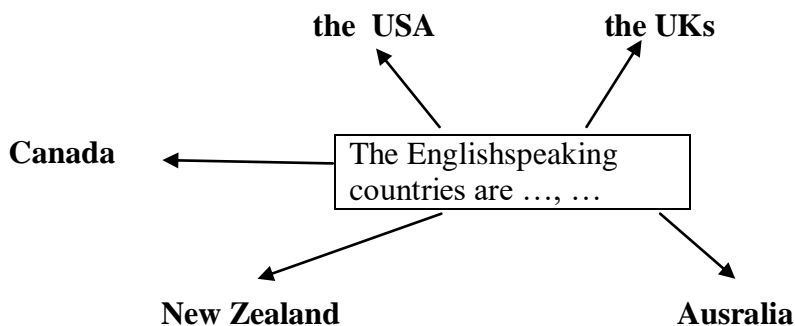 the USA
the UKs
Canada
The Englishspeaking
countries are …, …
New Zealand
Ausralia